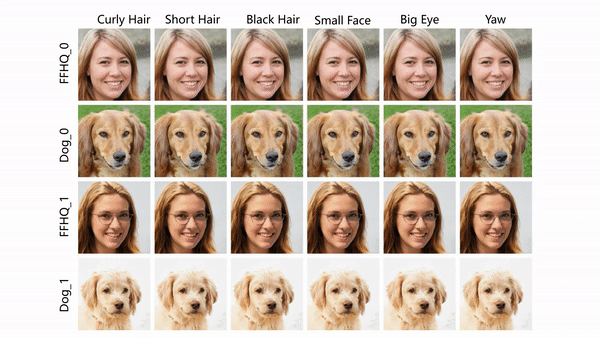 Curly Hair Short Hair Black Hair Small Face Big Eye Yaw
FFHQ_0
Dog_0
FFHQ_1
Dog_1